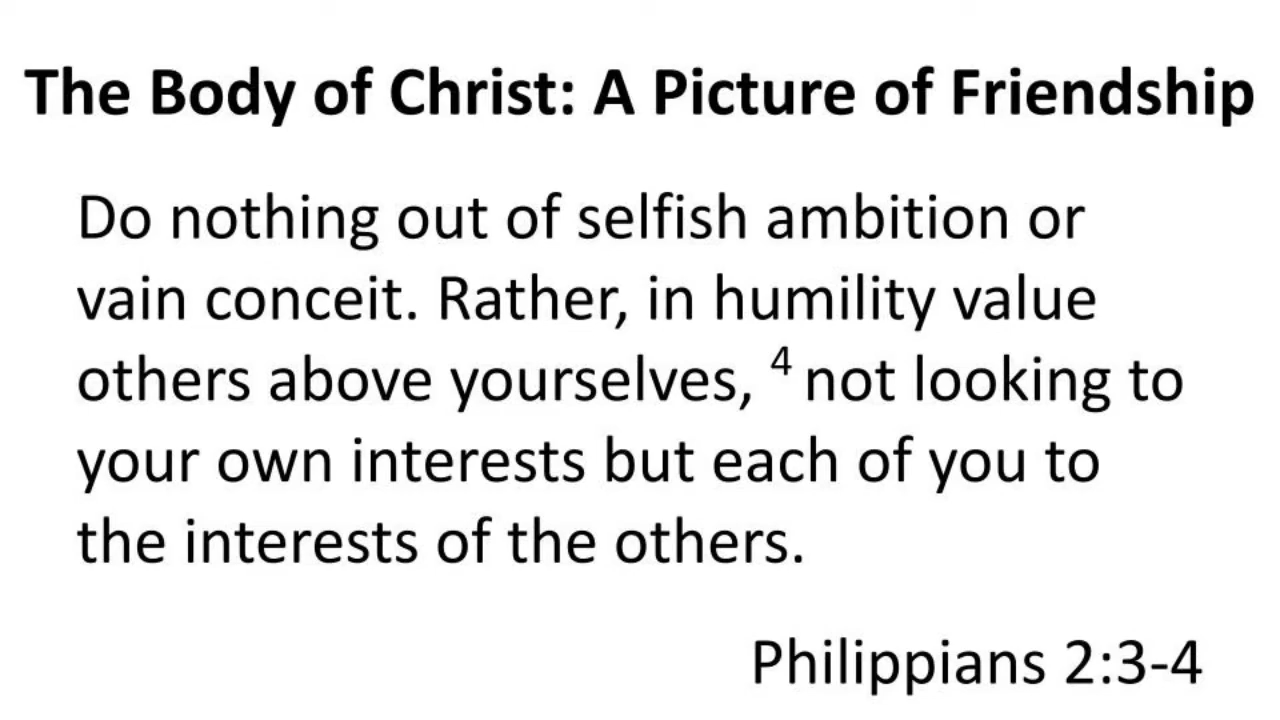 The Body of Christ: A Picture of Friendship
Do nothing out of selfish ambition or
vain conceit. Rather, in humility value
others above yourselves, ⁴ not looking to
your own interests but each of you to
the interests of the others.
Philippians 2:3-4